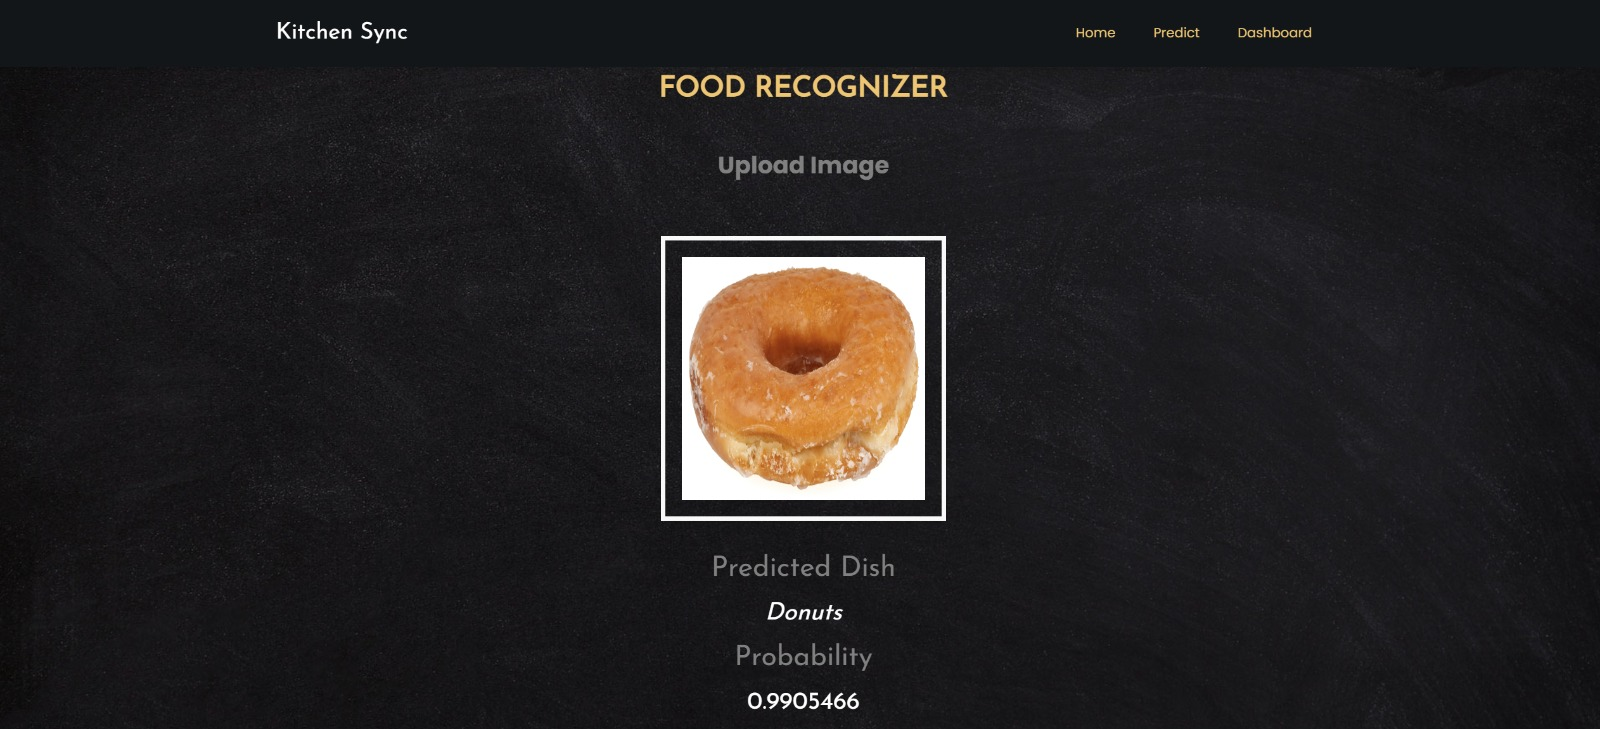 Kitchen Sync
Home Predict Dashboard
FOOD RECOGNIZER
Upload Image
Predicted Dish
Donuts
Probability
0.9905466